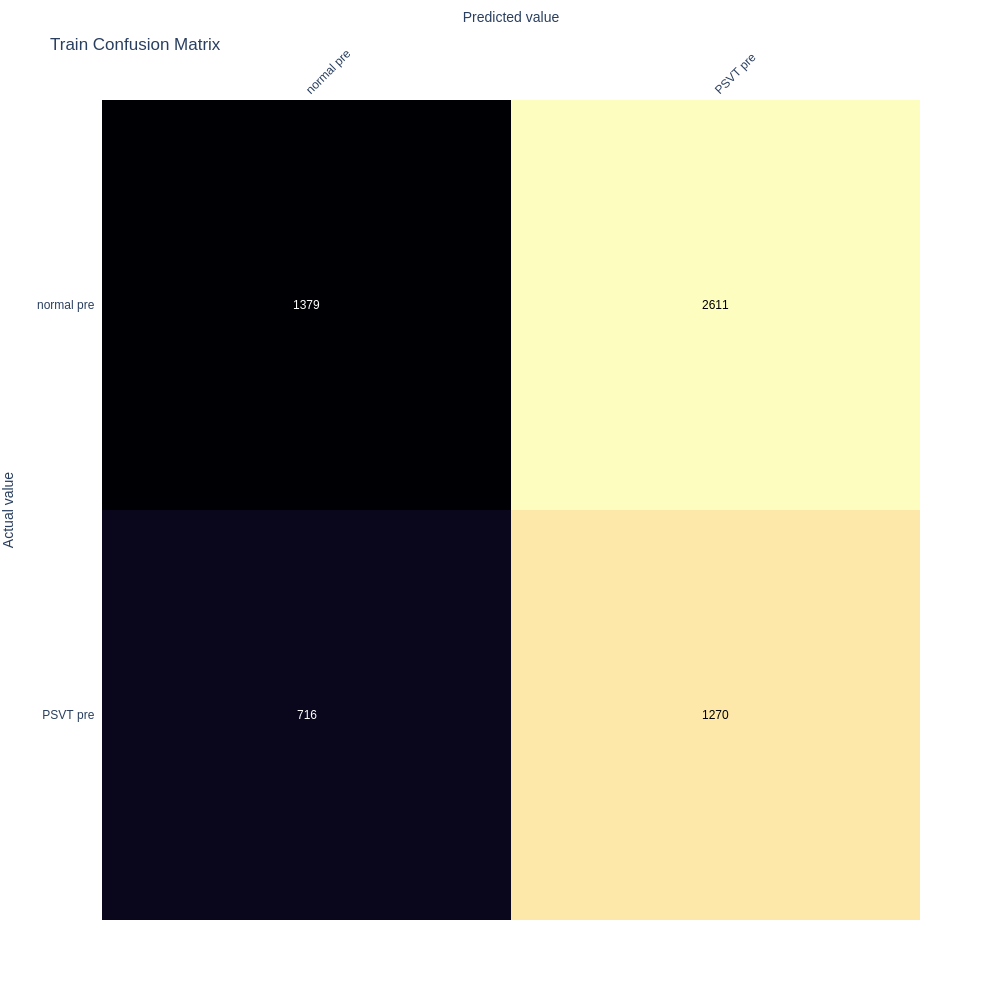 Predicted value
Train Confusion Matrix
normal pre
PSVT pre
normal pre
1379
2611
Actual value
PSVT pre
716
1270